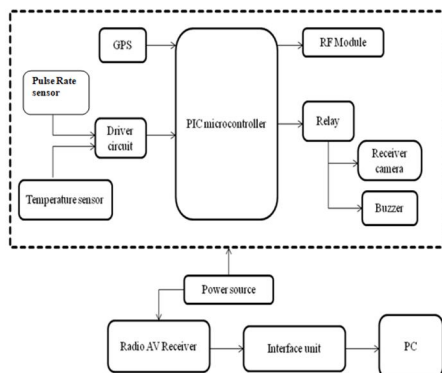 GPS
RF Module
Pulse Rate
sensor
PIC microcontroller
Driver
circuit
Relay
Receiver
camera
Temperature sensor
Buzzer
Power source
Radio AV Receiver
Interface unit
PC